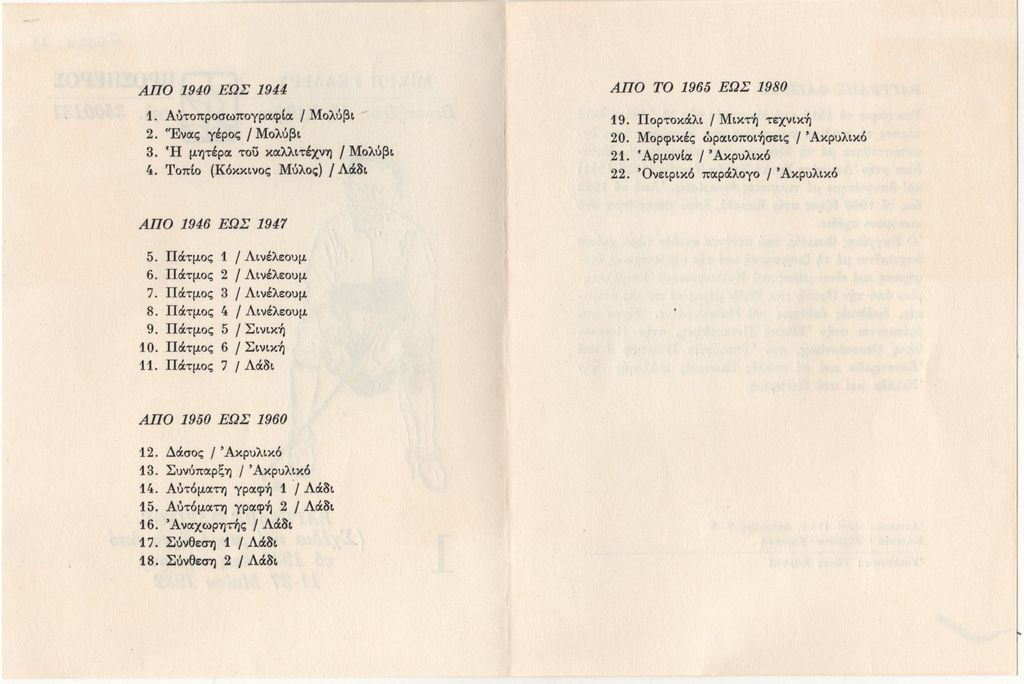 ΑΠΟ 1940 ΕΩΣ 1944
1. Αὐτοπροσωπογραφία / Μολύβι
2. Ἕνας γέρος / Μολύβι
3. Ἡ μητέρα τοῦ καλλιτέχνη / Μολύβι
4. Τοπίο (Κόκκινος Μύλος) / Λάδι
ΑΠΟ 1946 ΕΩΣ 1947
5. Πάτμος 1 / Λινέλεουμ
6. Πάτμος 2 / Λινέλεουμ
7. Πάτμος 3 / Λινέλεουμ
8. Πάτμος 4 / Λινέλεουμ
9. Πάτμος 5 / Σινική
10. Πάτμος 6 / Σινική
11. Πάτμος 7 / Λάδι
ΑΠΟ 1950 ΕΩΣ 1960
12. Δάσος / Ἀκρυλικό
13. Συνύπαρξη / Ἀκρυλικό
14. Αὐτόματη γραφή 1 / Λάδι
15. Αὐτόματη γραφή 2 / Λάδι
16. Ἀναχωρητής / Λάδι
17. Σύνθεση 1 / Λάδι
18. Σύνθεση 2 / Λάδι
ΑΠΟ ΤΟ 1965 ΕΩΣ 1980
19. Πορτοκάλι / Μικτή τεχνική
20. Μορφικές ὡραιοποιήσεις / Ἀκρυλικό
21. Ἁρμονία / Ἀκρυλικό
22. Ὀνειρικό παράλογο / Ἀκρυλικό